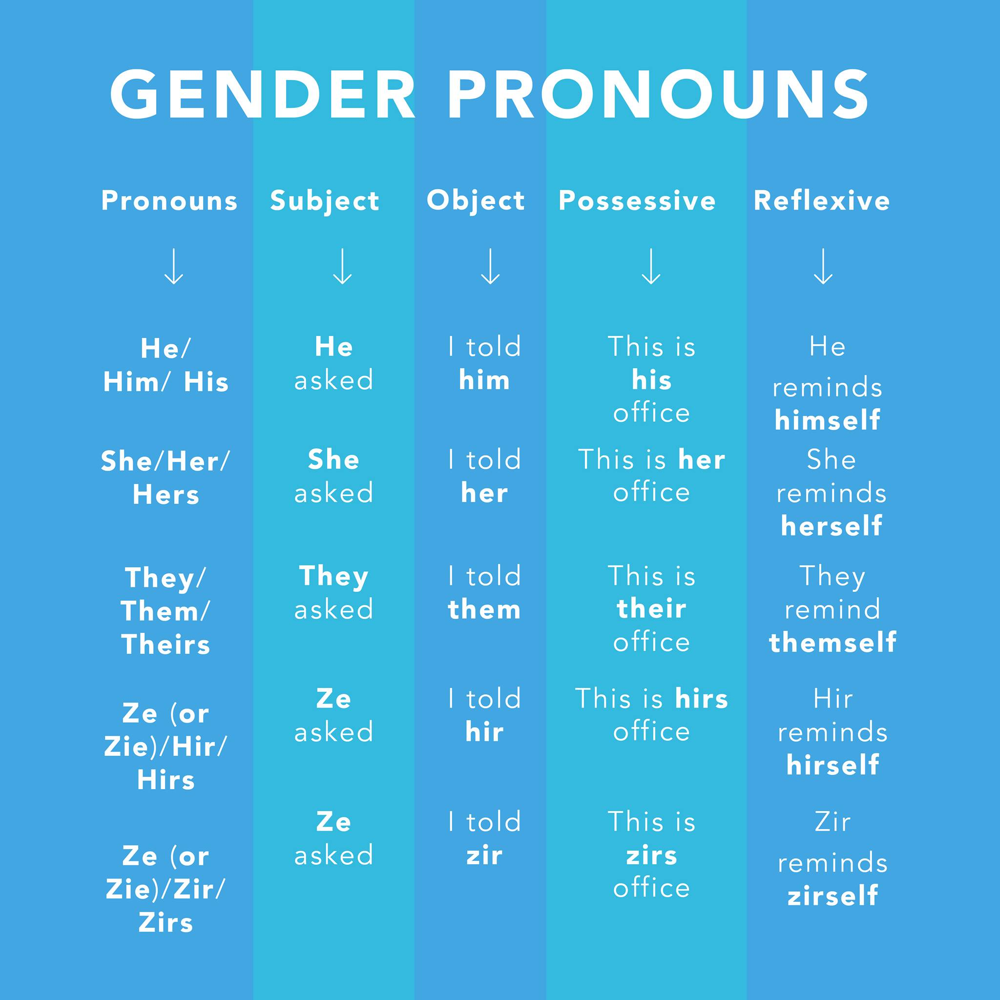 GENDER PRONOUNS
Pronouns Subject Object Possessive Reflexive
He/
Him/ His
He
asked
I told
him
This is
his
office
He
reminds
himself
She/Her/
Hers
She
asked
I told
her
This is her
office
She
reminds
herself
They/
Them/
Theirs
They
asked
I told
them
This is
their
office
They
remind
themself
Ze (or
Zie)/Hir/
Hirs
Ze
asked
I told
hir
This is hirs
office
Hir
reminds
hirself
Ze (or
Zie)/Zir/
Zirs
Ze
asked
I told
zir
This is
zirs
office
Zir
reminds
zirself